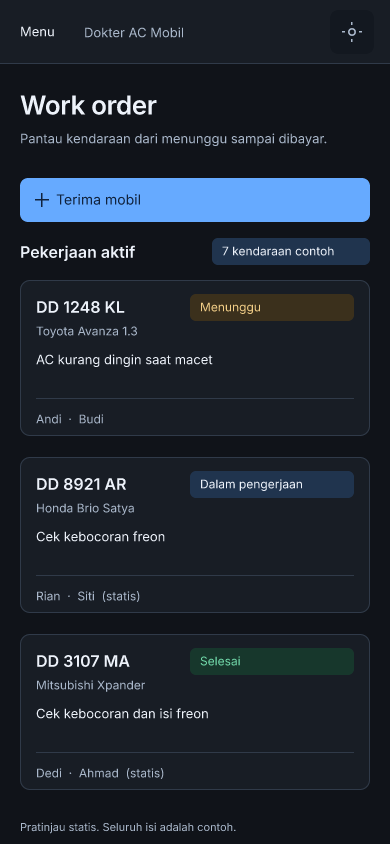 Menu Dokter AC Mobil
Work order
Pantau kendaraan dari menunggu sampai dibayar.
Terima mobil
Pekerjaan aktif 7 kendaraan contoh
DD 1248 KL Menunggu
Toyota Avanza 1.3
AC kurang dingin saat macet
Andi · Budi
DD 8921 AR Dalam pengerjaan
Honda Brio Satya
Cek kebocoran freon
Rian · Siti (statis)
DD 3107 MA Selesai
Mitsubishi Xpander
Cek kebocoran dan isi freon
Dedi · Ahmad (statis)
Pratinjau statis. Seluruh isi adalah contoh.